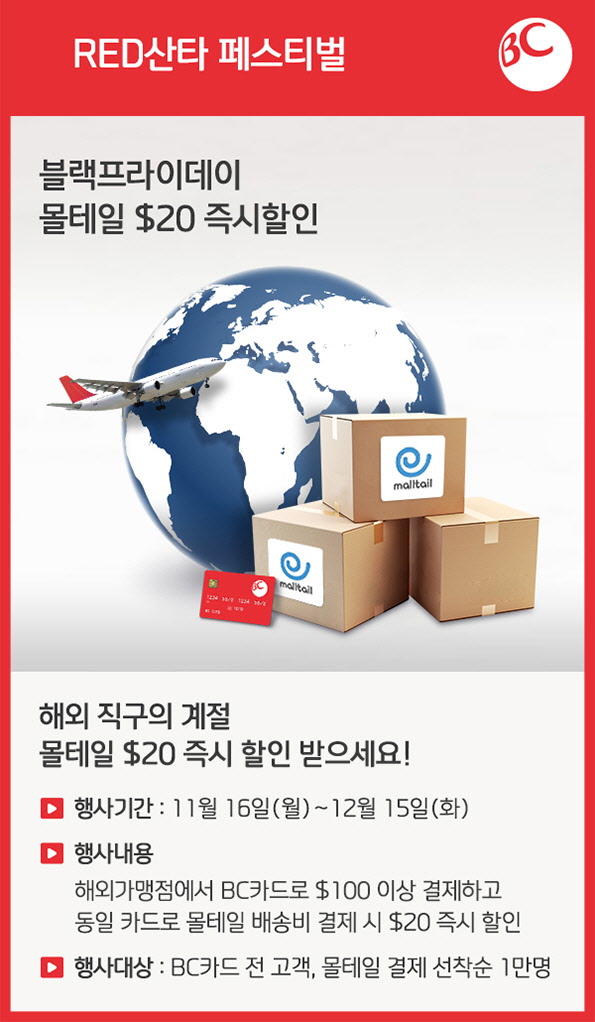 RED산타 페스티벌
BC
블랙프라이데이
몰테일 $20 즉시할인
malltail
malltail
BC
해외 직구의 계절
몰테일 $20 즉시 할인 받으세요!
행사기간 : 11월 16일(월) ~ 12월 15일(화)
행사내용
해외가맹점에서 BC카드로 $100 이상 결제하고
동일 카드로 몰테일 배송비 결제 시 $20 즉시 할인
행사대상 : BC카드 전 고객, 몰테일 결제 선착순 1만명